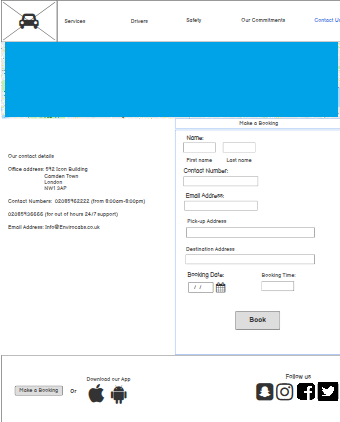 Services Drivers Safety Our Commitments Contact Us
Make a Booking
Name:
First name Last name
Contact Number:
Email Address:
Pick-up Address
Destination Address
Booking Date: Booking Time:
/ /
Book
Our contact details
Office address: 592 Icon Building
Camden Town
London
NW1 3AP
Contact Numbers: 02085962222 (from 8:00am-8:00pm)
02085936666 (for out of hours 24/7 support)
Email Address: Info@Envirocabs.co.uk
Make a Booking Or Download our App
Follow us